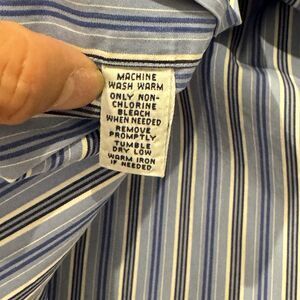 MACHINE
WASH WARM
ONLY NON-
CHLORINE
BLEACH
WHEN NEEDED
REMOVE
PROMPTLY
TUMBLE
DRY LOW
WARM IRON
IF NEEDED